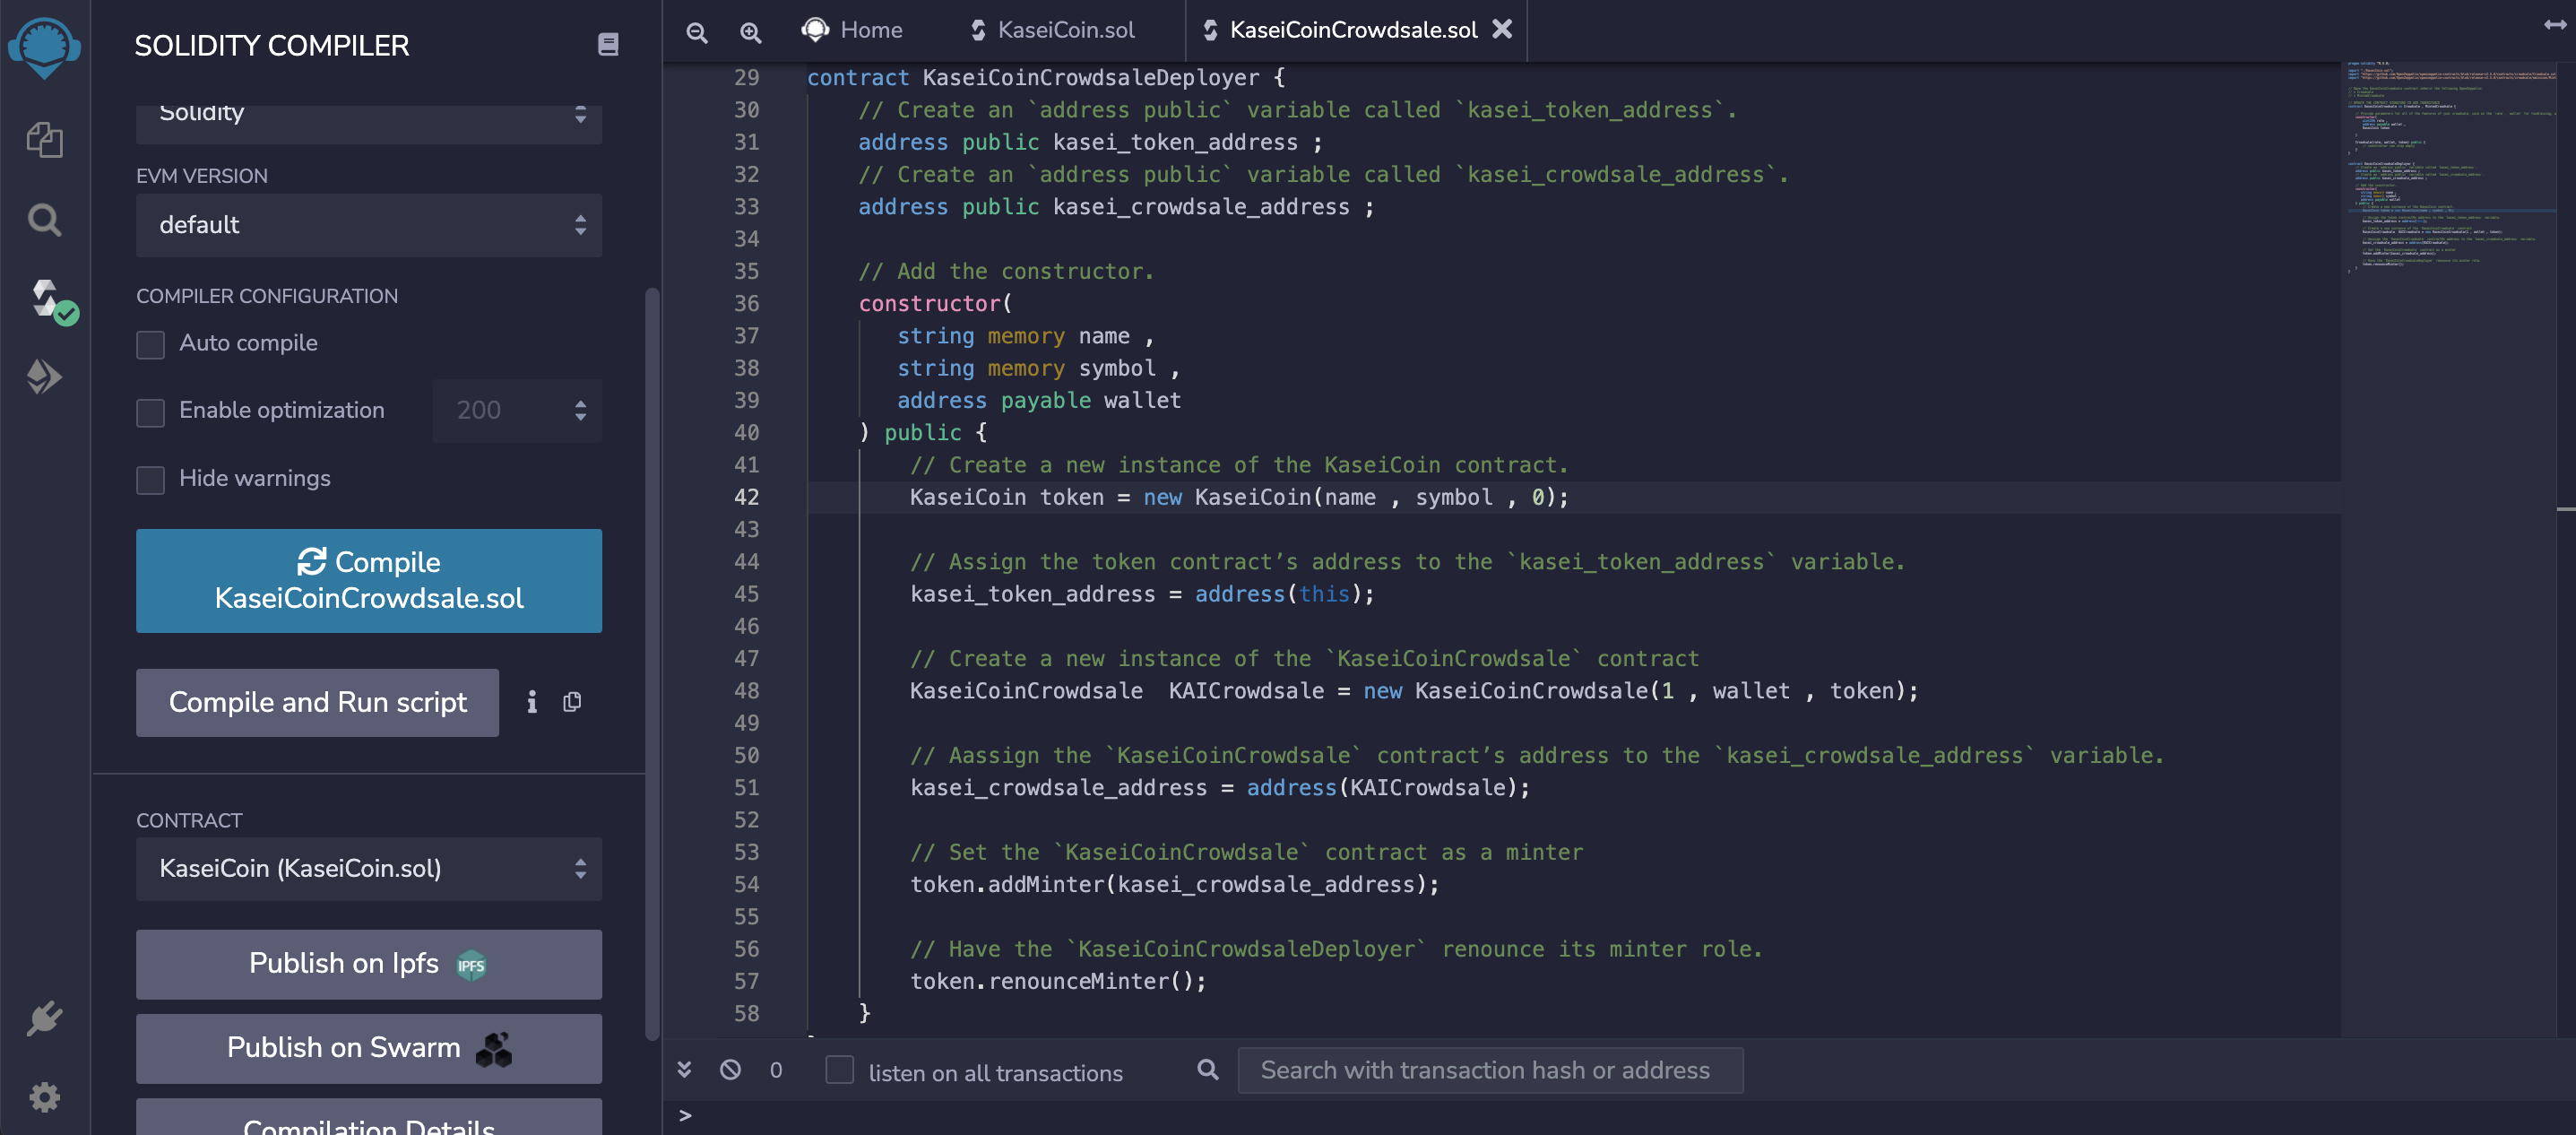 SOLIDITY COMPILER
Solidity
EVM VERSION
default
COMPILER CONFIGURATION
Auto compile
Enable optimization
200
Hide warnings
Compile
KaseiCoinCrowdsale.sol
Compile and Run script
CONTRACT
KaseiCoin (KaseiCoin.sol)
Publish on Ipfs IPFS
Publish on Swarm
Compilation Details
Home
KaseiCoin.sol
KaseiCoinCrowdsale.sol
29 contract KaseiCoinCrowdsaleDeployer {
30 // Create an `address public` variable called `kasei_token_address`.
31 address public kasei_token_address ;
32 // Create an `address public` variable called `kasei_crowdsale_address`.
33 address public kasei_crowdsale_address ;
34
35 // Add the constructor.
36 constructor(
37 string memory name ,
38 string memory symbol ,
39 address payable wallet
40 ) public {
41 // Create a new instance of the KaseiCoin contract.
42 KaseiCoin token = new KaseiCoin(name , symbol , 0);
43
44 // Assign the token contract’s address to the `kasei_token_address` variable.
45 kasei_token_address = address(this);
46
47 // Create a new instance of the `KaseiCoinCrowdsale` contract
48 KaseiCoinCrowdsale  KAICrowdsale = new KaseiCoinCrowdsale(1 , wallet , token);
49
50 // Aassign the `KaseiCoinCrowdsale` contract’s address to the `kasei_crowdsale_address` variable.
51 kasei_crowdsale_address = address(KAICrowdsale);
52
53 // Set the `KaseiCoinCrowdsale` contract as a minter
54 token.addMinter(kasei_crowdsale_address);
55
56 // Have the `KaseiCoinCrowdsaleDeployer` renounce its minter role.
57 token.renounceMinter();
58 }
0
listen on all transactions
Search with transaction hash or address
>